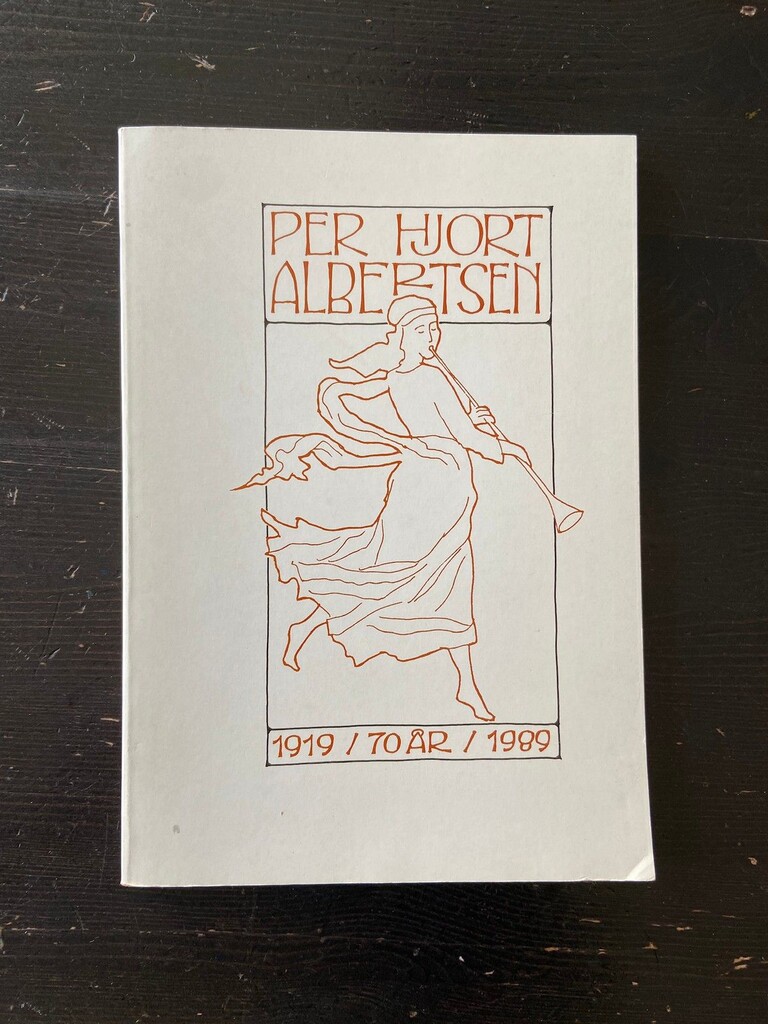 PER HJORT
ALBERTSEN
1919 / 70 ÅR / 1989